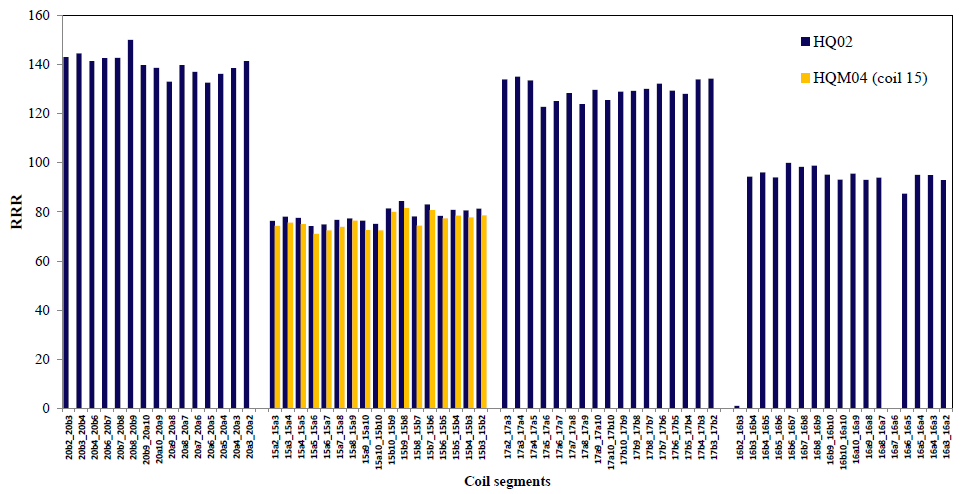 160
140
120
100
80
60
40
20
0
RRR
HQ02
HQM04 (coil 15)
20b2_20b3
20b3_20b4
20b4_20b6
20b6_20b7
20b7_20b8
20b8_20b9
20b9_20a10
20a10_20a9
20a9_20a8
20a8_20a7
20a7_20a6
20a6_20a5
20a5_20a4
20a4_20a3
20a3_20a2
15a2_15a3
15a3_15a4
15a4_15a5
15a5_15a6
15a6_15a7
15a7_15a8
15a8_15a9
15a9_15a10
15a10_15b10
15b10_15b9
15b9_15b8
15b8_15b7
15b7_15b6
15b6_15b5
15b5_15b4
15b4_15b3
15b3_15b2
17a2_17a3
17a3_17a4
17a4_17a5
17a5_17a6
17a6_17a7
17a7_17a8
17a8_17a9
17a9_17a10
17a10_17b10
17b10_17b9
17b9_17b8
17b8_17b7
17b7_17b6
17b6_17b5
17b5_17b4
17b4_17b3
17b3_17b2
16b2_16b3
16b3_16b4
16b4_16b5
16b5_16b6
16b6_16b7
16b7_16b8
16b8_16b9
16b9_16b10
16b10_16a10
16a10_16a9
16a9_16a8
16a8_16a7
16a7_16a6
16a6_16a5
16a5_16a4
16a4_16a3
16a3_16a2
Coil segments